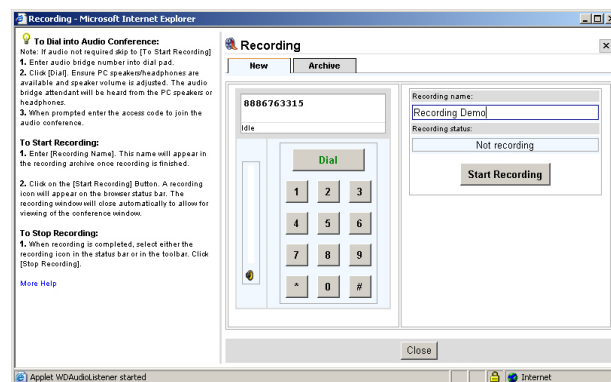 Recording - Microsoft Internet Explorer
To Dial into Audio Conference:
Note: If audio not required skip to [To Start Recording]
1. Enter audio bridge number into dial pad.
2. Click [Dial]. Ensure PC speakers/headphones are
available and speaker volume is adjusted. The audio
bridge attendant will be heard from the PC speakers or
headphones.
3. When prompted enter the access code to join the
audio conference.
To Start Recording:
1. Enter [Recording Name]. This name will appear in
the recording archive once recording is finished.
2. Click on the [Start Recording] Button. A recording
icon will appear on the browser status bar. The
recording window will close automatically to allow for
viewing of the conference window.
To Stop Recording:
1. When recording is completed, select either the
recording icon in the status bar or in the toolbar. Click
[Stop Recording].
More Help
Recording
New Archive
8886763315
Idle
Dial
1 2 3
4 5 6
7 8 9
* 0 #
Recording name:
Recording Demo
Recording status:
Not recording
Start Recording
Close
Applet WDAudioListener started
Internet